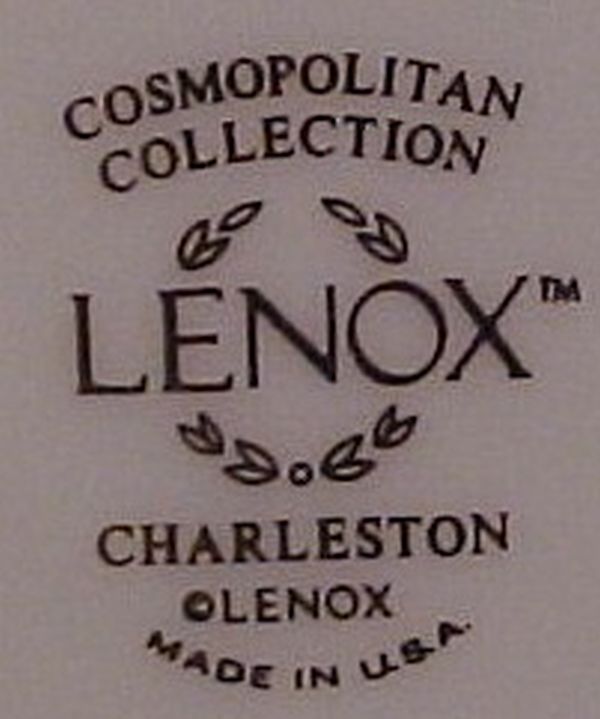 COSMOPOLITAN
COLLECTION
LENOX™
CHARLESTON
©LENOX
MADE IN U.S.A.